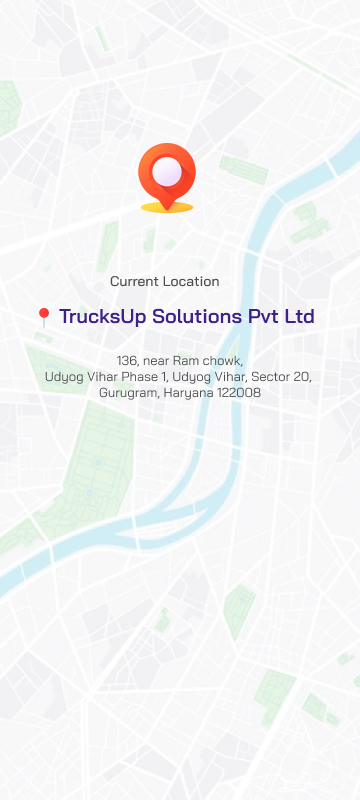 Current Location
TrucksUp Solutions Pvt Ltd
136, near Ram chowk,
Udyog Vihar Phase 1, Udyog Vihar, Sector 20,
Gurugram, Haryana 122008